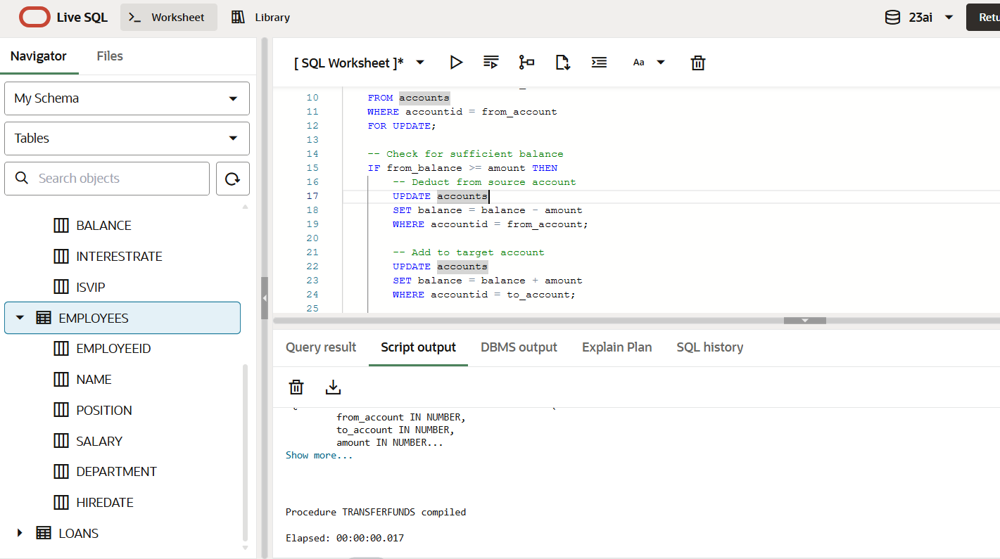 Live SQL
Worksheet
Library
23ai
Navigator
Files
My Schema
Tables
Search objects
BALANCE
INTERESTRATE
ISVIP
EMPLOYEES
EMPLOYEEID
NAME
POSITION
SALARY
DEPARTMENT
HIREDATE
LOANS
[ SQL Worksheet ]*
Aa
10 FROM accounts
11 WHERE accountid = from_account
12 FOR UPDATE;
13
14 -- Check for sufficient balance
15 IF from_balance >= amount THEN
16 -- Deduct from source account
17 UPDATE accounts
18 SET balance = balance - amount
19 WHERE accountid = from_account;
20
21 -- Add to target account
22 UPDATE accounts
23 SET balance = balance + amount
24 WHERE accountid = to_account;
25
Query result
Script output
DBMS output
Explain Plan
SQL history
from_account IN NUMBER,
to_account IN NUMBER,
amount IN NUMBER...
Show more...
Procedure TRANSFERFUNDS compiled
Elapsed: 00:00:00.017